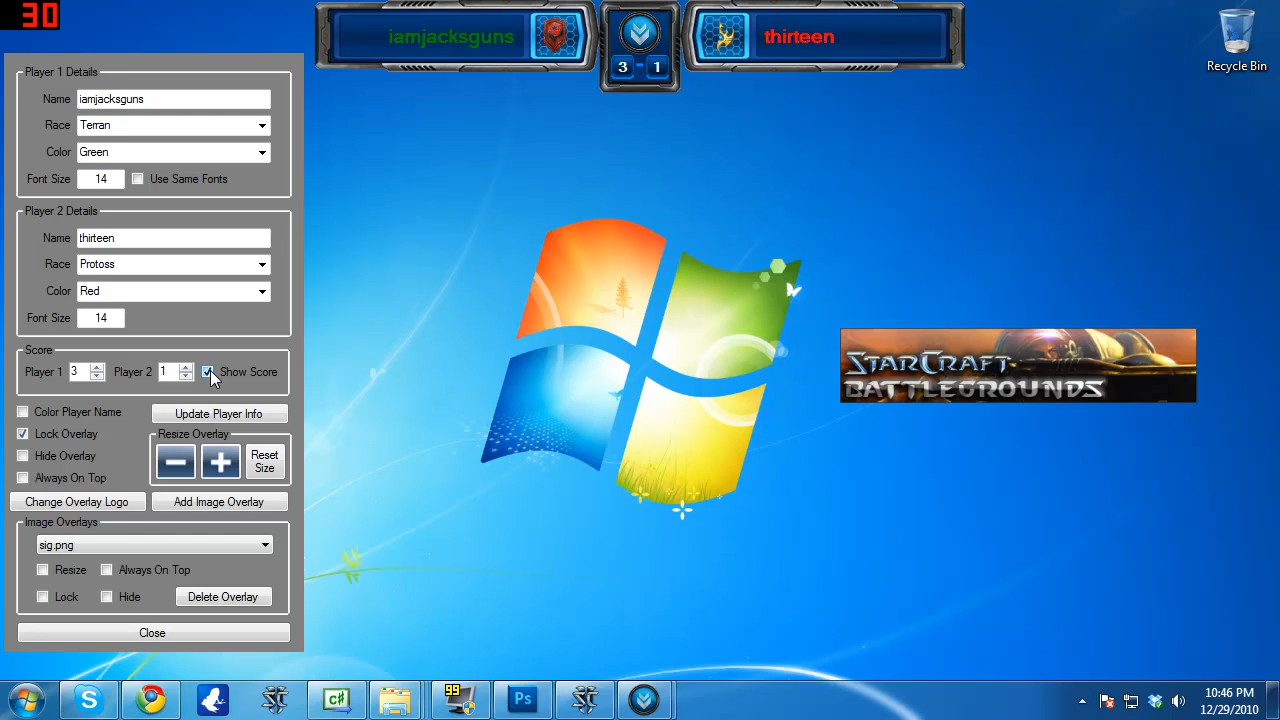 30
iamjacksguns
thirteen
3 - 1
Recycle Bin
Player 1 Details
Name iamjacksguns
Race Terran
Color Green
Font Size 14 Use Same Fonts
Player 2 Details
Name thirteen
Race Protoss
Color Red
Font Size 14
Score
Player 1 3 Player 2 1 Show Score
Color Player Name
Update Player Info
Lock Overlay
Resize Overlay
Hide Overlay
Reset
Size
Always On Top
Change Overlay Logo
Add Image Overlay
Image Overlays
sig.png
Resize Always On Top
Lock Hide Delete Overlay
Close
STARCRAFT
BATTLEGROUNDS
S
C#
99
Ps
10:46 PM
12/29/2010